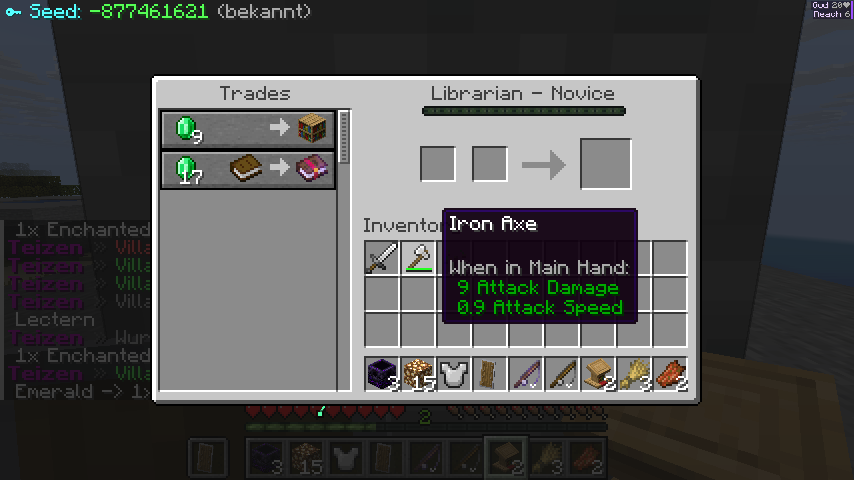 Seed: -877461621 (bekannt)
Gud 20
Reach 6
Trades
Librarian - Novice
9
17
Inventor
Iron Axe
When in Main Hand:
9 Attack Damage
0.9 Attack Speed
1x Enchanted
Teizen » Villa
Teizen » Villa
Teizen » Villa
Teizen » Villa
Lectern
Teizen » Wur
1x Enchanted
Teizen » Villa
Emerald -> 1x
3 15 2 3 2
2
3 15 2 3 2